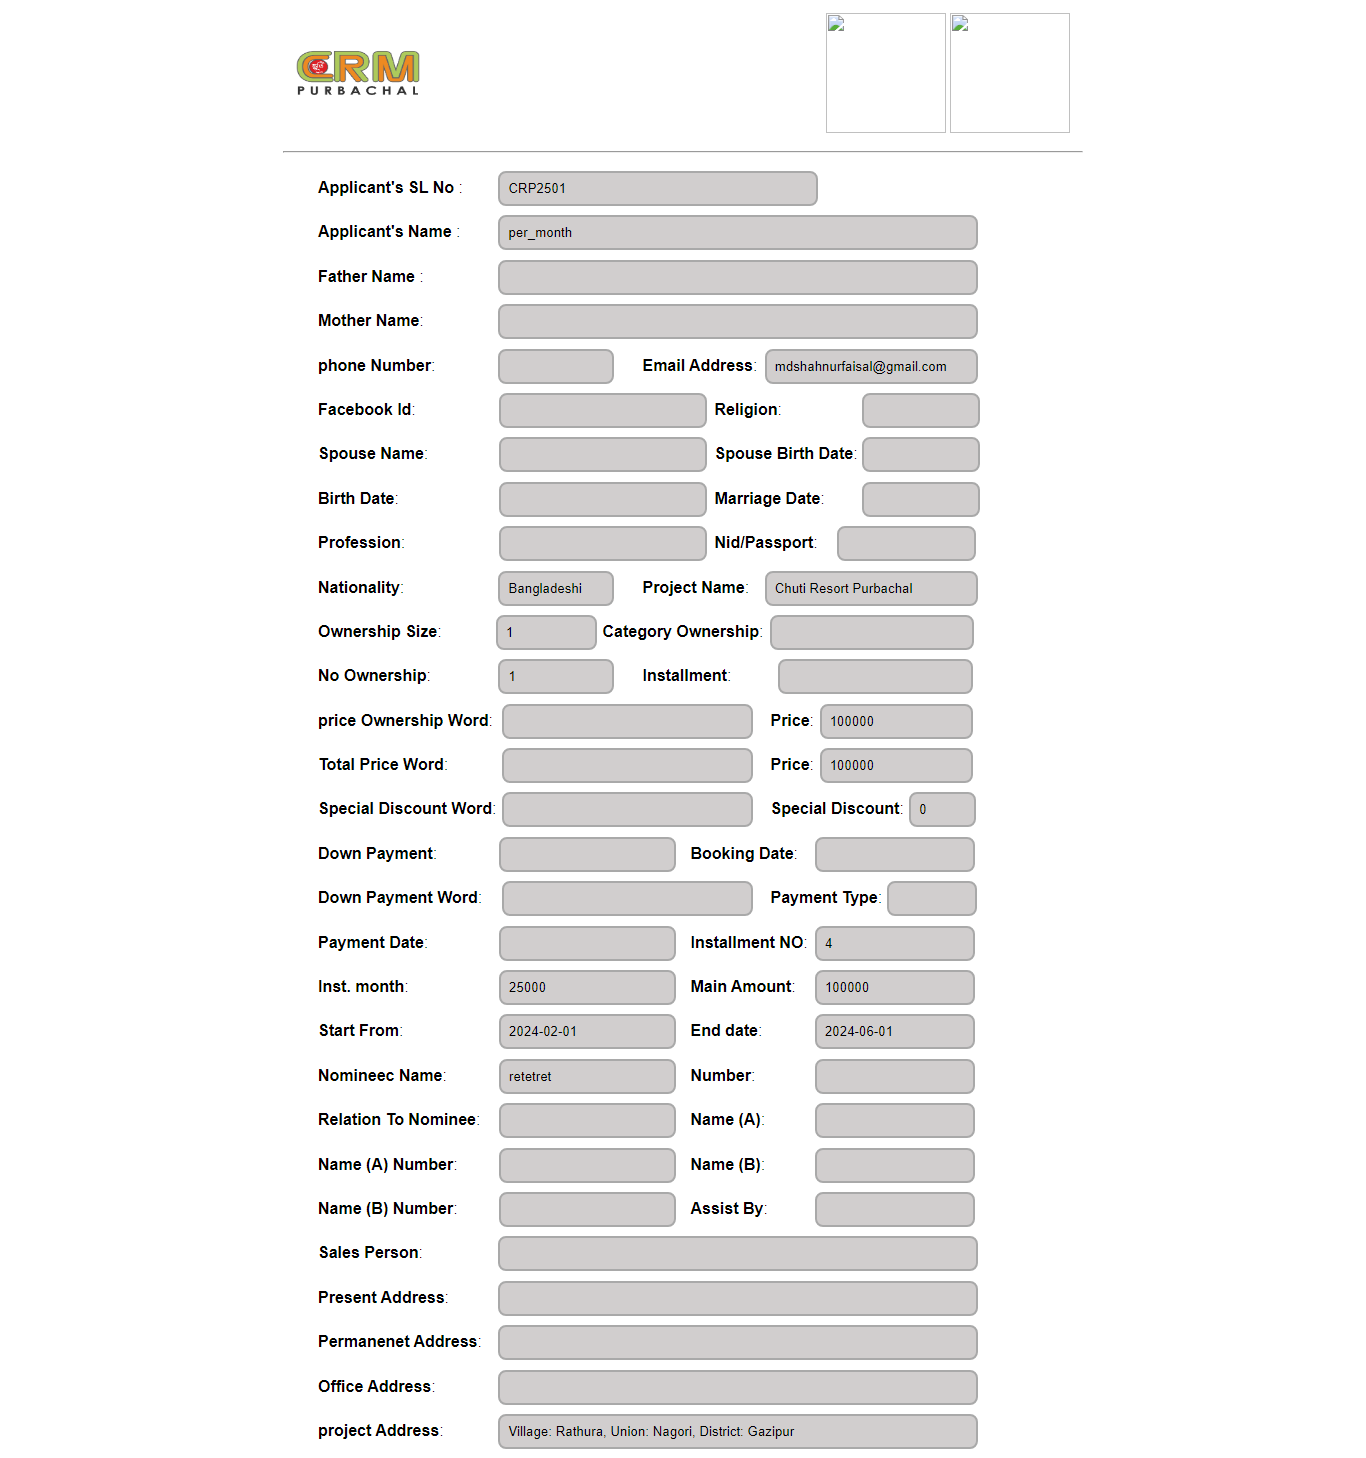 CRM
PURBACHAL
Applicant's SL No : CRP2501
Applicant's Name : per_month
Father Name :
Mother Name:
phone Number: Email Address: mdshahnurfaisal@gmail.com
Facebook Id: Religion:
Spouse Name: Spouse Birth Date:
Birth Date: Marriage Date:
Profession: Nid/Passport:
Nationality: Bangladeshi Project Name: Chuti Resort Purbachal
Ownership Size: 1 Category Ownership:
No Ownership: 1 Installment:
price Ownership Word: Price: 100000
Total Price Word: Price: 100000
Special Discount Word: Special Discount: 0
Down Payment: Booking Date:
Down Payment Word: Payment Type:
Payment Date: Installment NO: 4
Inst. month: 25000 Main Amount: 100000
Start From: 2024-02-01 End date: 2024-06-01
Nomineec Name: retetret Number:
Relation To Nominee: Name (A):
Name (A) Number: Name (B):
Name (B) Number: Assist By:
Sales Person:
Present Address:
Permanenet Address:
Office Address:
project Address: Village: Rathura, Union: Nagori, District: Gazipur